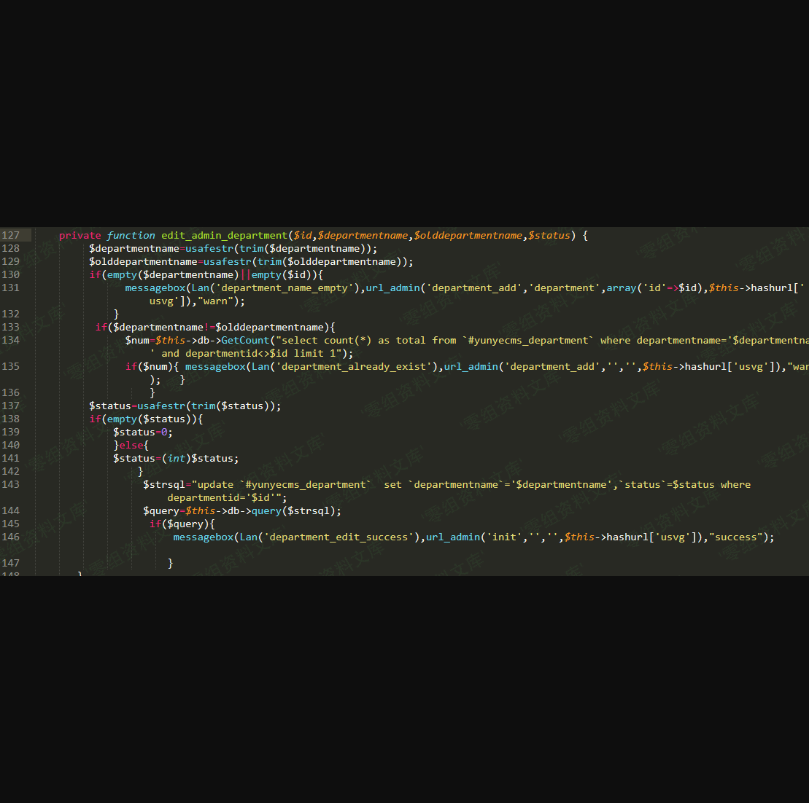 127 private function edit_admin_department($id,$departmentname,$olddepartmentname,$status) {
128 $departmentname=usafestr(trim($departmentname));
129 $olddepartmentname=usafestr(trim($olddepartmentname));
130 if(empty($departmentname)||empty($id)){
131 messagebox(Lan('department_name_empty'),url_admin('department_add','department',array('id'=>$id),$this->hashurl['
usvg']),"warn");
132 }
133 if($departmentname!=$olddepartmentname){
134 $num=$this->db->GetCount("select count(*) as total from `#yunyecms_department` where departmentname='$departmentna
' and departmentid<>$id limit 1");
135 if($num){ messagebox(Lan('department_already_exist'),url_admin('department_add','','',$this->hashurl['usvg']),"war
); }
136 }
137 $status=usafestr(trim($status));
138 if(empty($status)){
139 $status=0;
140 }else{
141 $status=(int)$status;
142 }
143 $strsql="update `#yunyecms_department` set `departmentname`='$departmentname',`status`=$status where
departmentid='$id'";
144 $query=$this->db->query($strsql);
145 if($query){
146 messagebox(Lan('department_edit_success'),url_admin('init','','',$this->hashurl['usvg']),"success");
147 }
148 }
零组资料文库